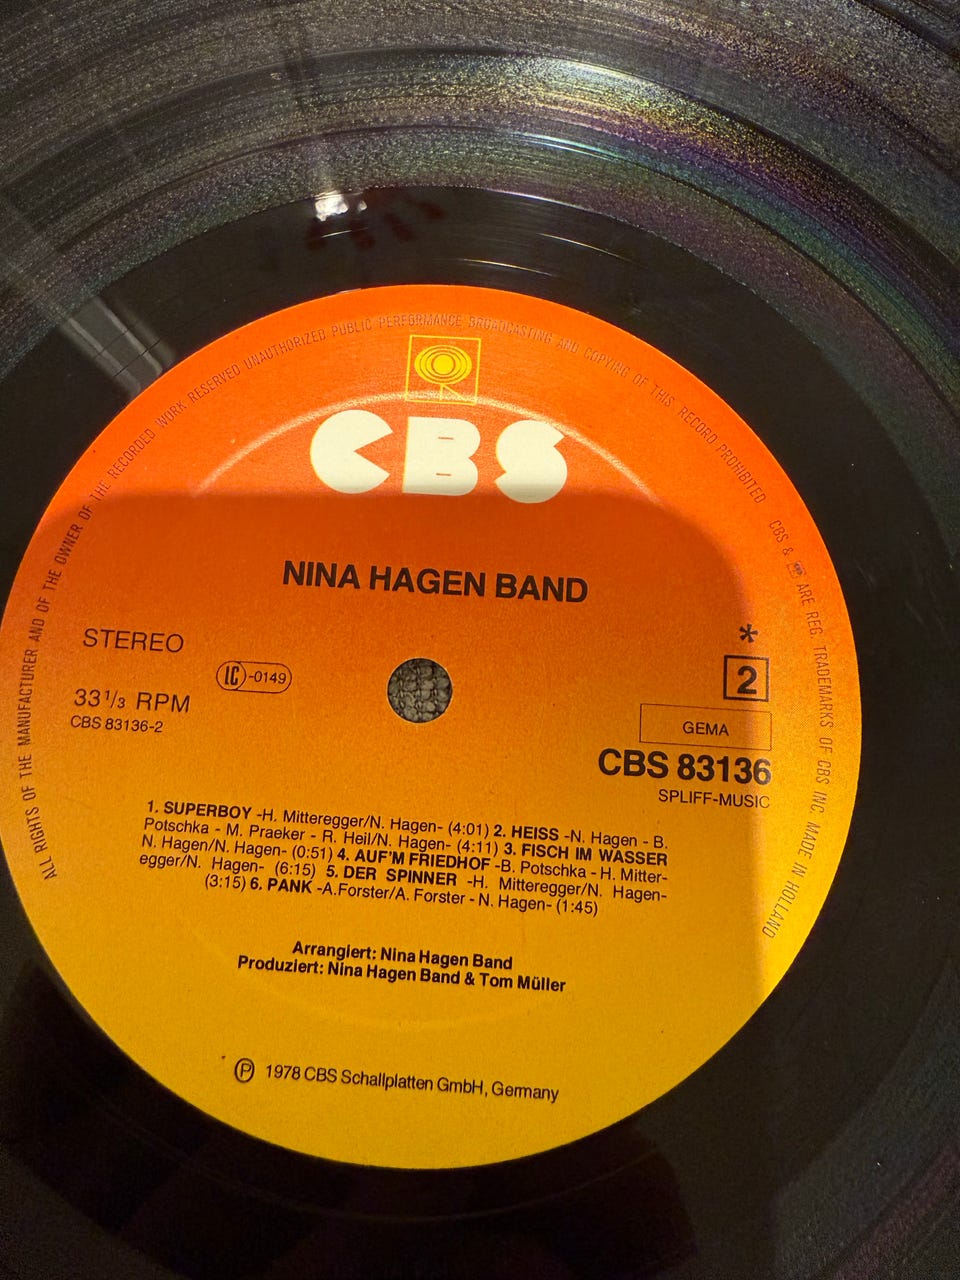 ALL RIGHTS OF THE MANUFACTURER AND OF THE OWNER OF THE RECORDED WORK RESERVED UNAUTHORIZED PUBLIC PERFORMANCE BROADCASTING AND COPYING OF THIS RECORD PROHIBITED
CBS & ARE REG. TRADEMARKS OF CBS INC. MADE IN HOLLAND
CBS
NINA HAGEN BAND
STEREO
LC -0149
33 1/3 RPM
CBS 83136-2
*
2
GEMA
CBS 83136
SPLIFF-MUSIC
1. SUPERBOY -H. Mitteregger/N. Hagen- (4:01) 2. HEISS -N. Hagen - B.
Potschka - M. Praeker - R. Heil/N. Hagen- (4:11) 3. FISCH IM WASSER
N. Hagen/N. Hagen- (0:51) 4. AUF'M FRIEDHOF -B. Potschka - H. Mitter-
egger/N. Hagen- (6:15) 5. DER SPINNER -H. Mitteregger/N. Hagen-
(3:15) 6. PANK -A.Forster/A. Forster - N. Hagen- (1:45)
Arrangiert: Nina Hagen Band
Produziert: Nina Hagen Band & Tom Müller
℗ 1978 CBS Schallplatten GmbH, Germany